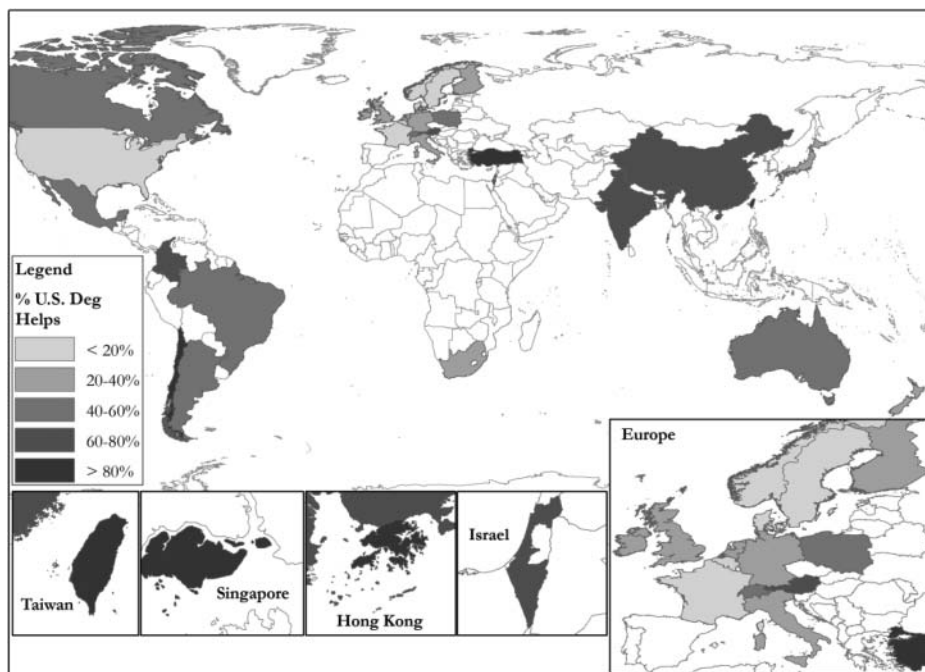 Legend
% U.S. Deg
Helps
< 20%
20-40%
40-60%
60-80%
> 80%
Taiwan
Singapore
Hong Kong
Israel
Europe